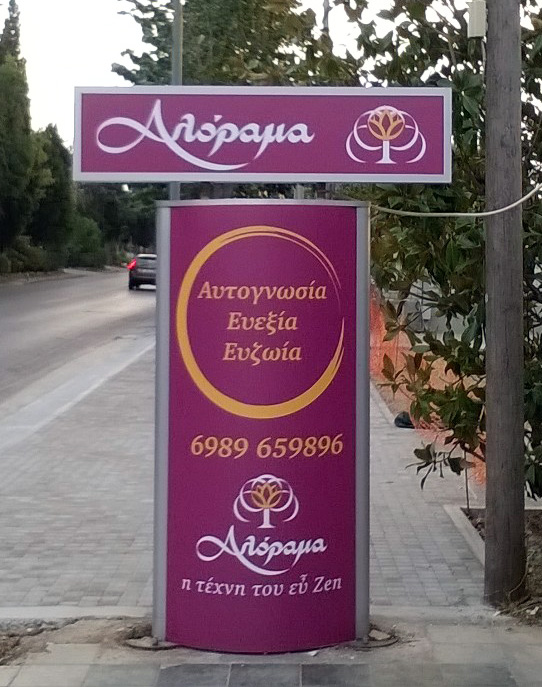 Αλόραμα
Αυτογνωσία
Ευεξία
Ευζωία
6989 659896
Αλόραμα
η τέχνη του εὖ Zen